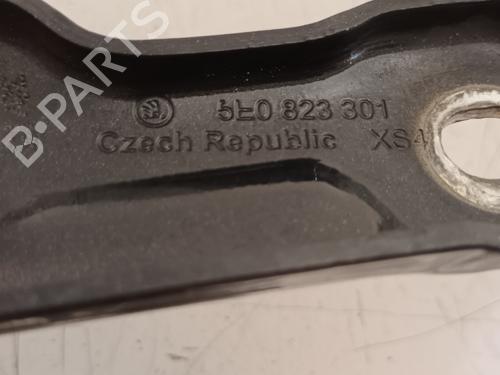 5E0 823 301
Czech Republic XS4
B-PARTS